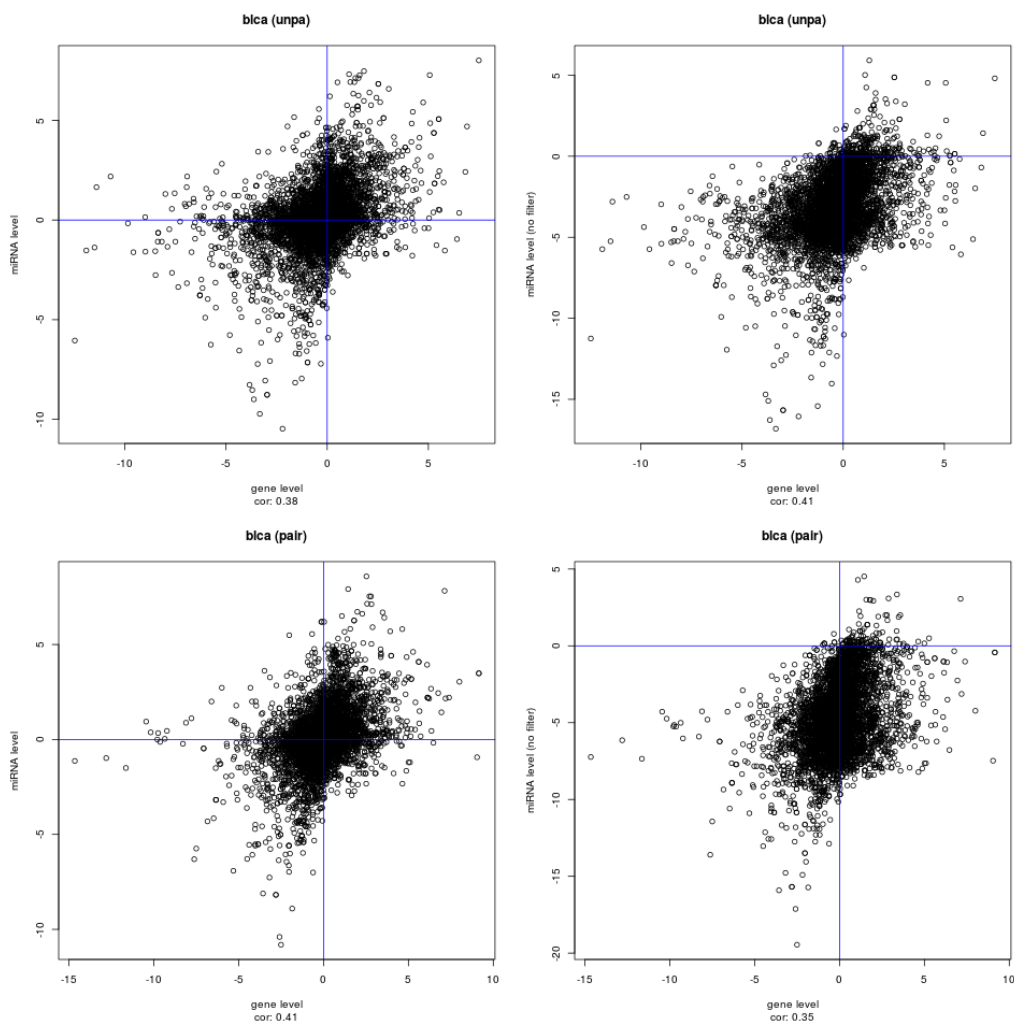 blca (unpa)
5
0
-5
-10
miRNA level
-10
-5
0
5
gene level
cor: 0.38
blca (unpa)
5
0
-5
-10
-15
miRNA level (no filter)
-10
-5
0
5
gene level
cor: 0.41
blca (pair)
5
0
-5
-10
miRNA level
-15
-10
-5
0
5
10
gene level
cor: 0.41
blca (pair)
5
0
-5
-10
-15
-20
miRNA level (no filter)
-15
-10
-5
0
5
10
gene level
cor: 0.35